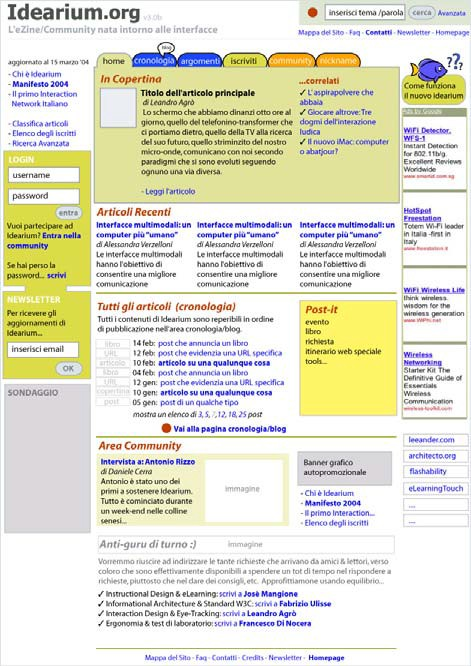 Idearium.org v3.0b
L'eZine/Community nata intorno alle interfacce
inserisci tema /parola
cerca
Avanzata
Mappa del Sito - Faq - Contatti - Newsletter - Homepage
aggiornato al 15 marzo '04
- Chi è Idearium
- Manifesto 2004
- Il primo Interaction
Network Italiano
- Classifica articoli
- Elenco degli iscritti
- Ricerca Avanzata
LOGIN
username
password
entra
Vuoi partecipare ad
Idearium? Entra nella
community
Se hai perso la
password... scrivi
NEWSLETTER
Per ricevere gli
aggiornamenti di
idearium...
inserisci email
OK
SONDAGGIO
home
blog
cronologia
argomenti
iscriviti
community
nickname
In Copertina
Titolo dell'articolo principale
di Leandro Agrò
Lo schermo che abbiamo dinanzi otto ore al
giorno, quello del telefonino-transformer che
ci portiamo dietro, quello della TV alla ricerca
del suo futuro, quello striminzito del nostro
micro-onde, comunicano con noi secondo
paradigmi che si sono evoluti seguendo
ognuno una via diversa.
- Leggi l'articolo
...correlati
✓ L'aspirapolvere che
abbaia
✓ Giocare altrove: Tre
dogmi dell'interazione
ludica
✓ Il nuovo iMac: computer
o abatjour?
Articoli Recenti
Interfacce multimodali: un
computer più "umano"
di Alessandra Verzelloni
Le interfacce multimodali
hanno l'obiettivo di
consentire una migliore
comunicazione
Interfacce multimodali: un
computer più "umano"
di Alessandra Verzelloni
Le interfacce multimodali
hanno l'obiettivo di
consentire una migliore
comunicazione
Interfacce multimodali: un
computer più "umano"
di Alessandra Verzelloni
Le interfacce multimodali
hanno l'obiettivo di
consentire una migliore
comunicazione
Tutti gli articoli (cronologia)
Tutti i contenuti di Idearium sono reperibili in ordine
di pubblicazione nell'area cronologia/blog.
libro 14 feb: post che annuncia un libro
URL 12 feb: post che evidenzia una URL specifica
articolo 10 feb: articolo su una qualunque cosa
libro 04 feb: post che annuncia un libro
URL 12 gen: post che evidenzia una URL specifica
copertina 10 gen: articolo su una qualunque cosa
post 05 gen: post di un qualche tipo
mostra un elenco di 3, 5, 7, 12, 18, 25 post
Vai alla pagina cronologia/blog
Post-it
evento
libro
richiesta
itinerario web speciale
tools...
Area Community
Intervista a: Antonio Rizzo
di Daniele Cerra
Antonio è stato uno dei
primi a sostenere Idearium.
Tutto è cominciato durante
un week-end nelle colline
senesi...
immagine
Banner grafico
autopromozionale
- Chi è Idearium
- Manifesto 2004
- Il primo Interaction...
- Elenco degli iscritti
Anti-guru di turno :)
immagine
Vorremmo riuscire ad indirizzare le tante richieste che arrivano da amici & lettori, verso
coloro che sono effettivamente disponibili a spendere un tot di tempo nel rispondere a
richieste, piuttosto che nel dare dei consigli, etc. Approfittiamone usando equilibrio...
✓ Instructional Design & eLearning: scrivi a Josè Mangione
✓ Informational Architecture & Standard W3C: scrivi a Fabrizio Ulisse
✓ Interaction Design & Eye-Tracking: scrivi a Leandro Agrò
✓ Ergonomia & test di laboratorio: scrivi a Francesco Di Nocera
??
Come funziona
il nuovo idearium
Ads by Google
WiFi Detector,
WFS-1
Instant Detection
for 802.11b/g.
Excellent Reviews
Worldwide
www.smartid.com.sg
HotSpot
Freestation
Totem Wi-Fi leader
in Italia -first in
Italy
www.freestation.it
WiFi Wireless Life
think wireless.
wisdom for the
wireless generation
www.WiPhi.net
Wireless
Networking
Starter Kit The
Definitive Guide of
Essentials
Wireless
Communication
wireless-toolkit.com
leeander.com
architecto.org
flashability
eLearningTouch
...
...
Mappa del Sito - Faq - Contatti - Credits - Newsletter - Homepage